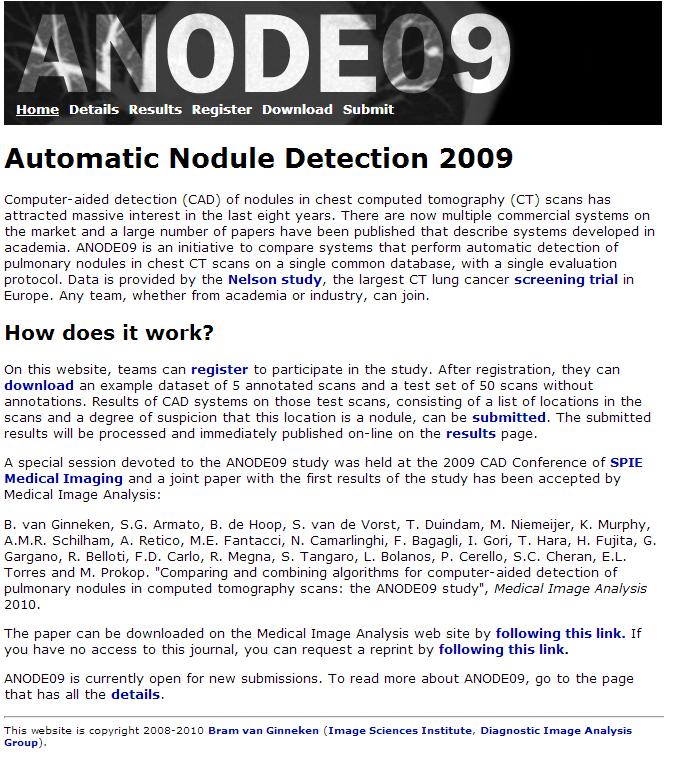 ANODE09
Home Details Results Register Download Submit
Automatic Nodule Detection 2009
Computer-aided detection (CAD) of nodules in chest computed tomography (CT) scans has
attracted massive interest in the last eight years. There are now multiple commercial systems on
the market and a large number of papers have been published that describe systems developed in
academia. ANODE09 is an initiative to compare systems that perform automatic detection of
pulmonary nodules in chest CT scans on a single common database, with a single evaluation
protocol. Data is provided by the Nelson study, the largest CT lung cancer screening trial in
Europe. Any team, whether from academia or industry, can join.
How does it work?
On this website, teams can register to participate in the study. After registration, they can
download an example dataset of 5 annotated scans and a test set of 50 scans without
annotations. Results of CAD systems on those test scans, consisting of a list of locations in the
scans and a degree of suspicion that this location is a nodule, can be submitted. The submitted
results will be processed and immediately published on-line on the results page.
A special session devoted to the ANODE09 study was held at the 2009 CAD Conference of SPIE
Medical Imaging and a joint paper with the first results of the study has been accepted by
Medical Image Analysis:
B. van Ginneken, S.G. Armato, B. de Hoop, S. van de Vorst, T. Duindam, M. Niemeijer, K. Murphy,
A.M.R. Schilham, A. Retico, M.E. Fantacci, N. Camarlinghi, F. Bagagli, I. Gori, T. Hara, H. Fujita, G.
Gargano, R. Belloti, F.D. Carlo, R. Megna, S. Tangaro, L. Bolanos, P. Cerello, S.C. Cheran, E.L.
Torres and M. Prokop. "Comparing and combining algorithms for computer-aided detection of
pulmonary nodules in computed tomography scans: the ANODE09 study", Medical Image Analysis
2010.
The paper can be downloaded on the Medical Image Analysis web site by following this link. If
you have no access to this journal, you can request a reprint by following this link.
ANODE09 is currently open for new submissions. To read more about ANODE09, go to the page
that has all the details.
This website is copyright 2008-2010 Bram van Ginneken (Image Sciences Institute, Diagnostic Image Analysis
Group).